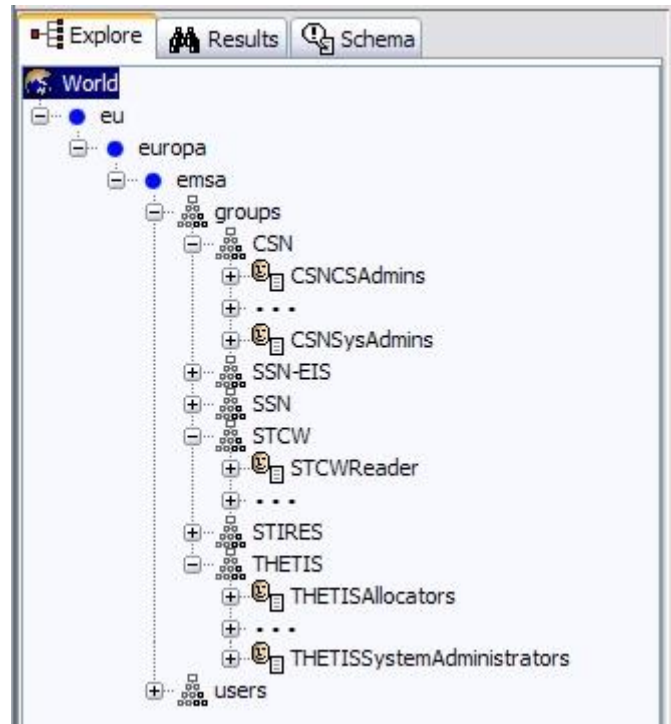 Explore Results Schema
World
eu
europa
emsa
groups
CSN
CSNCSAdmins
...
CSNSysAdmins
SSN-EIS
SSN
STCW
STCWReader
...
STIRES
THETIS
THETISAllocators
...
THETISSystemAdministrators
users